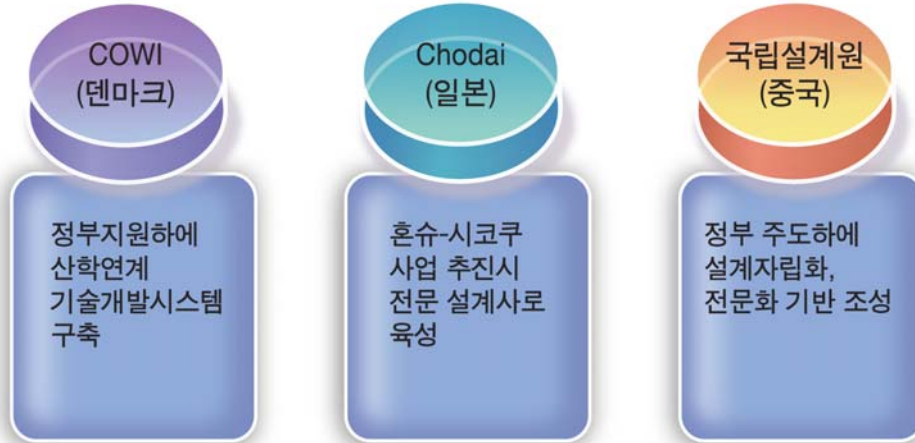 COWI
(덴마크)
정부지원하에
산학연계
기술개발시스템
구축
Chodai
(일본)
혼슈-시코쿠
사업 추진시
전문 설계사로
육성
국립설계원
(중국)
정부 주도하에
설계자립화,
전문화 기반 조성